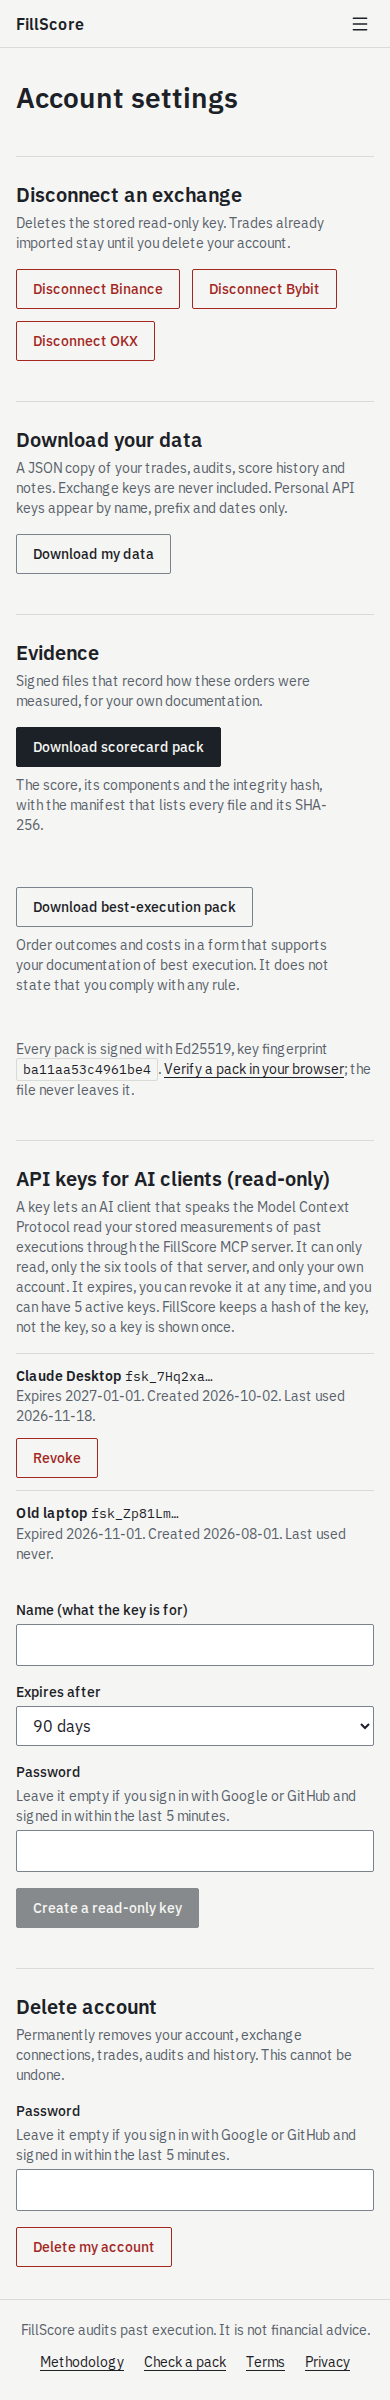 FillScore
Account settings
Disconnect an exchange
Deletes the stored read-only key. Trades already
imported stay until you delete your account.
Disconnect Binance
Disconnect Bybit
Disconnect OKX
Download your data
A JSON copy of your trades, audits, score history and
notes. Exchange keys are never included. Personal API
keys appear by name, prefix and dates only.
Download my data
Evidence
Signed files that record how these orders were
measured, for your own documentation.
Download scorecard pack
The score, its components and the integrity hash,
with the manifest that lists every file and its SHA-
256.
Download best-execution pack
Order outcomes and costs in a form that supports
your documentation of best execution. It does not
state that you comply with any rule.
Every pack is signed with Ed25519, key fingerprint
ba11aa53c4961be4. Verify a pack in your browser; the
file never leaves it.
API keys for AI clients (read-only)
A key lets an AI client that speaks the Model Context
Protocol read your stored measurements of past
executions through the FillScore MCP server. It can only
read, only the six tools of that server, and only your own
account. It expires, you can revoke it at any time, and you
can have 5 active keys. FillScore keeps a hash of the key,
not the key, so a key is shown once.
Claude Desktop fsk_7Hq2xa…
Expires 2027-01-01. Created 2026-10-02. Last used
2026-11-18.
Revoke
Old laptop fsk_Zp81Lm…
Expired 2026-11-01. Created 2026-08-01. Last used
never.
Name (what the key is for)
Expires after
90 days
Password
Leave it empty if you sign in with Google or GitHub and
signed in within the last 5 minutes.
Create a read-only key
Delete account
Permanently removes your account, exchange
connections, trades, audits and history. This cannot be
undone.
Password
Leave it empty if you sign in with Google or GitHub and
signed in within the last 5 minutes.
Delete my account
FillScore audits past execution. It is not financial advice.
Methodology
Check a pack
Terms
Privacy